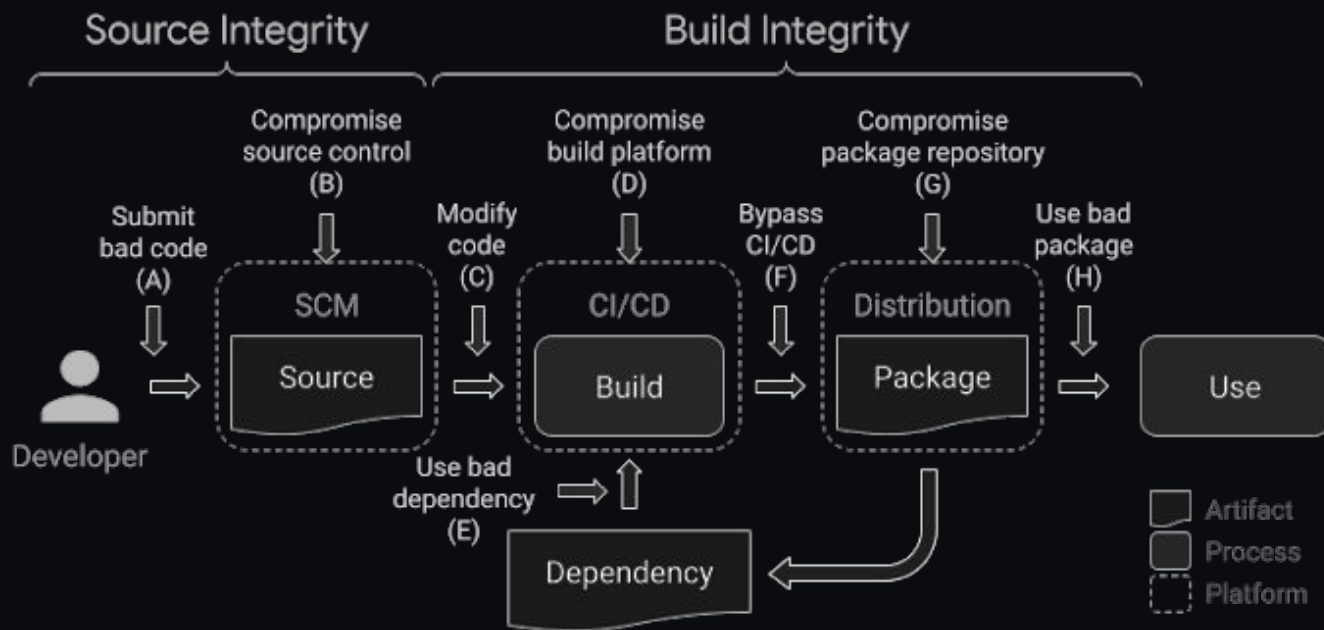 Source Integrity
Build Integrity
Compromise
source control
(B)
Compromise
build platform
(D)
Compromise
package repository
(G)
Submit
bad code
(A)
Modify
code
(C)
Bypass
CI/CD
(F)
Use bad
package
(H)
SCM
CI/CD
Distribution
Source
Build
Package
Use
Developer
Use bad
dependency
(E)
Dependency
Artifact
Process
Platform